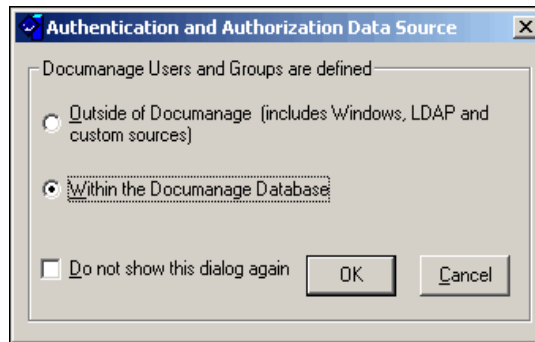 Authentication and Authorization Data Source
Documanage Users and Groups are defined
Outside of Documanage (includes Windows, LDAP and
custom sources)
Within the Documanage Database
Do not show this dialog again
OK
Cancel